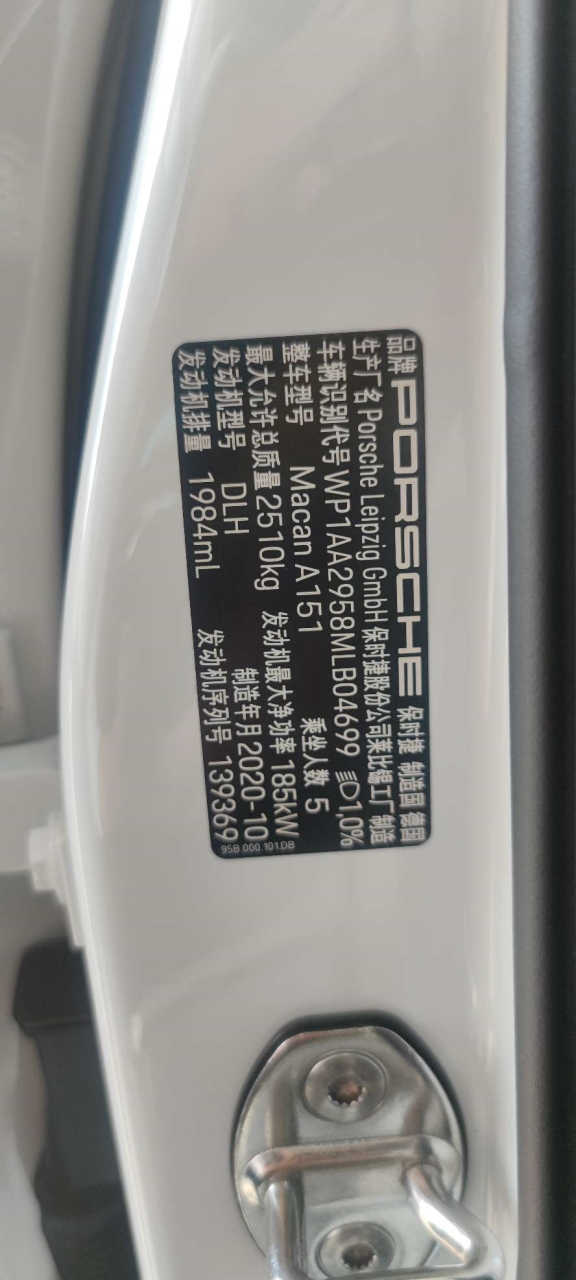 品牌 PORSCHE 保时捷 制造国 德国
生产厂名 Porsche Leipzig GmbH 保时捷股份公司莱比锡工厂制造
车辆识别代号 WP1AA2958MLB04699 1,0%
整车型号 Macan A151 乘坐人数 5
最大允许总质量 2510kg 发动机最大净功率 185kW
发动机型号 DLH 制造年月 2020-10
发动机排量 1984mL 发动机序列号 139369
95B.000.101.DB